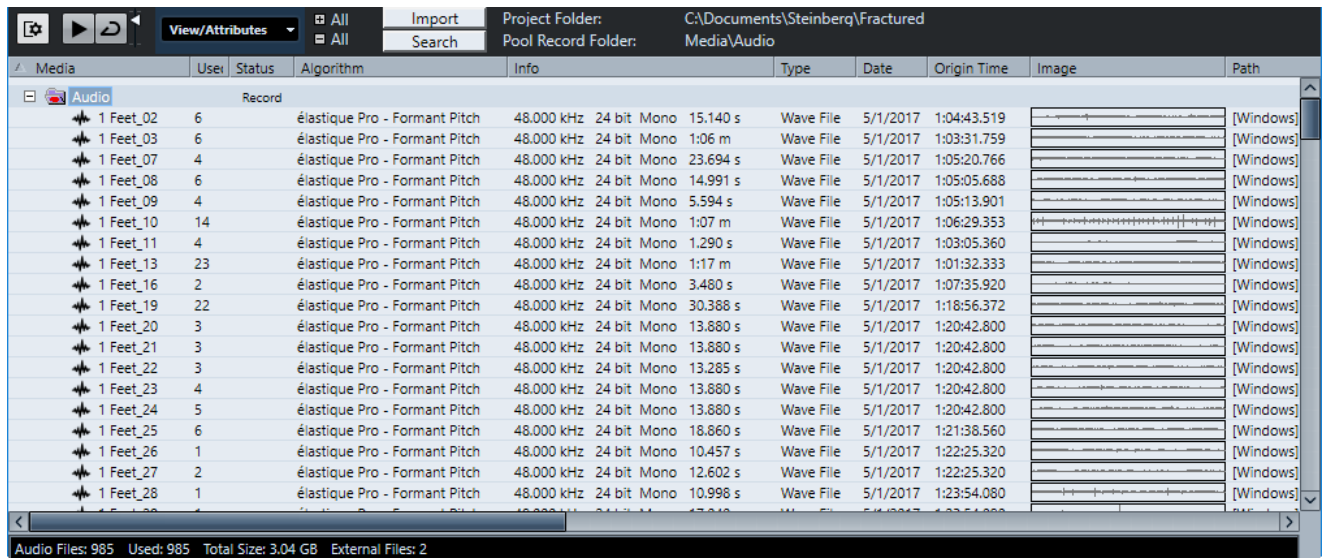 View/Attributes All Import Project Folder: C:\Documents\Steinberg\Fractured
All Search Pool Record Folder: Media\Audio
Media User Status Algorithm Info Type Date Origin Time Image Path
Audio Record
1 Feet_02 6 élastique Pro - Formant Pitch 48.000 kHz 24 bit Mono 15.140 s Wave File 5/1/2017 1:04:43.519 [Windows]
1 Feet_03 6 élastique Pro - Formant Pitch 48.000 kHz 24 bit Mono 1:06 m Wave File 5/1/2017 1:03:31.759 [Windows]
1 Feet_07 4 élastique Pro - Formant Pitch 48.000 kHz 24 bit Mono 23.694 s Wave File 5/1/2017 1:05:20.766 [Windows]
1 Feet_08 6 élastique Pro - Formant Pitch 48.000 kHz 24 bit Mono 14.991 s Wave File 5/1/2017 1:05:05.688 [Windows]
1 Feet_09 4 élastique Pro - Formant Pitch 48.000 kHz 24 bit Mono 5.594 s Wave File 5/1/2017 1:05:13.901 [Windows]
1 Feet_10 14 élastique Pro - Formant Pitch 48.000 kHz 24 bit Mono 1:07 m Wave File 5/1/2017 1:06:29.353 [Windows]
1 Feet_11 4 élastique Pro - Formant Pitch 48.000 kHz 24 bit Mono 1.290 s Wave File 5/1/2017 1:03:05.360 [Windows]
1 Feet_13 23 élastique Pro - Formant Pitch 48.000 kHz 24 bit Mono 1:17 m Wave File 5/1/2017 1:01:32.333 [Windows]
1 Feet_16 2 élastique Pro - Formant Pitch 48.000 kHz 24 bit Mono 3.480 s Wave File 5/1/2017 1:07:35.920 [Windows]
1 Feet_19 22 élastique Pro - Formant Pitch 48.000 kHz 24 bit Mono 30.388 s Wave File 5/1/2017 1:18:56.372 [Windows]
1 Feet_20 3 élastique Pro - Formant Pitch 48.000 kHz 24 bit Mono 13.880 s Wave File 5/1/2017 1:20:42.800 [Windows]
1 Feet_21 3 élastique Pro - Formant Pitch 48.000 kHz 24 bit Mono 13.880 s Wave File 5/1/2017 1:20:42.800 [Windows]
1 Feet_22 3 élastique Pro - Formant Pitch 48.000 kHz 24 bit Mono 13.285 s Wave File 5/1/2017 1:20:42.800 [Windows]
1 Feet_23 4 élastique Pro - Formant Pitch 48.000 kHz 24 bit Mono 13.880 s Wave File 5/1/2017 1:20:42.800 [Windows]
1 Feet_24 5 élastique Pro - Formant Pitch 48.000 kHz 24 bit Mono 13.880 s Wave File 5/1/2017 1:20:42.800 [Windows]
1 Feet_25 6 élastique Pro - Formant Pitch 48.000 kHz 24 bit Mono 18.860 s Wave File 5/1/2017 1:21:38.560 [Windows]
1 Feet_26 1 élastique Pro - Formant Pitch 48.000 kHz 24 bit Mono 10.457 s Wave File 5/1/2017 1:22:25.320 [Windows]
1 Feet_27 2 élastique Pro - Formant Pitch 48.000 kHz 24 bit Mono 12.602 s Wave File 5/1/2017 1:22:25.320 [Windows]
1 Feet_28 1 élastique Pro - Formant Pitch 48.000 kHz 24 bit Mono 10.998 s Wave File 5/1/2017 1:23:54.080 [Windows]
Audio Files: 985 Used: 985 Total Size: 3.04 GB External Files: 2